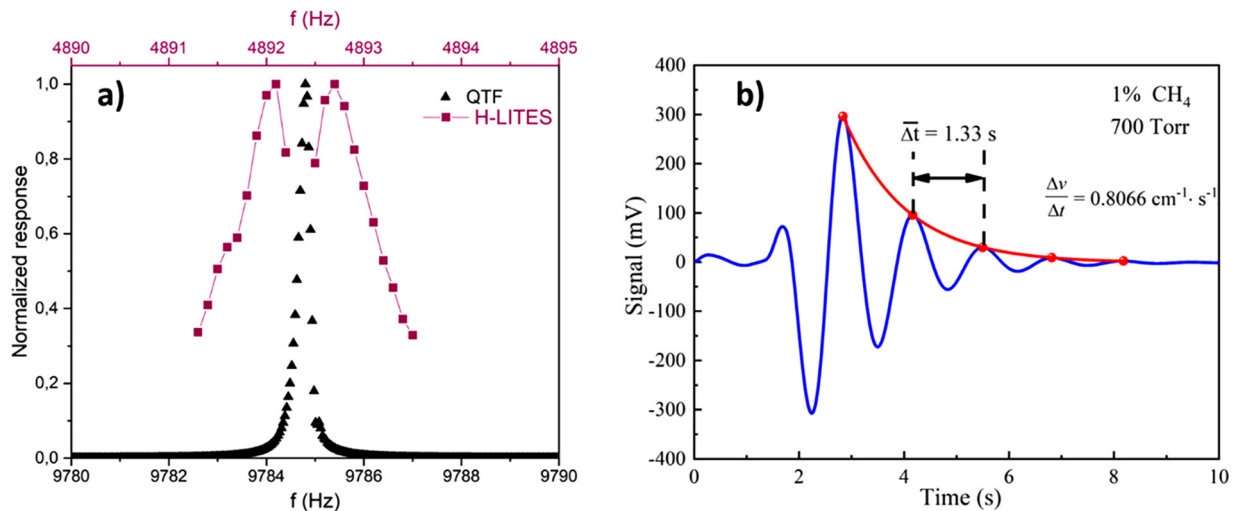 f (Hz)
4890 4891 4892 4893 4894 4895
a)
QTF
H-LITES
Normalized response
1,0
0,8
0,6
0,4
0,2
0,0
9780 9782 9784 9786 9788 9790
f (Hz)
b)
1% CH₄
700 Torr
Δt̅ = 1.33 s
Δν/Δt = 0.8066 cm⁻¹· s⁻¹
Signal (mV)
400
300
200
100
0
-100
-200
-300
-400
0 2 4 6 8 10
Time (s)